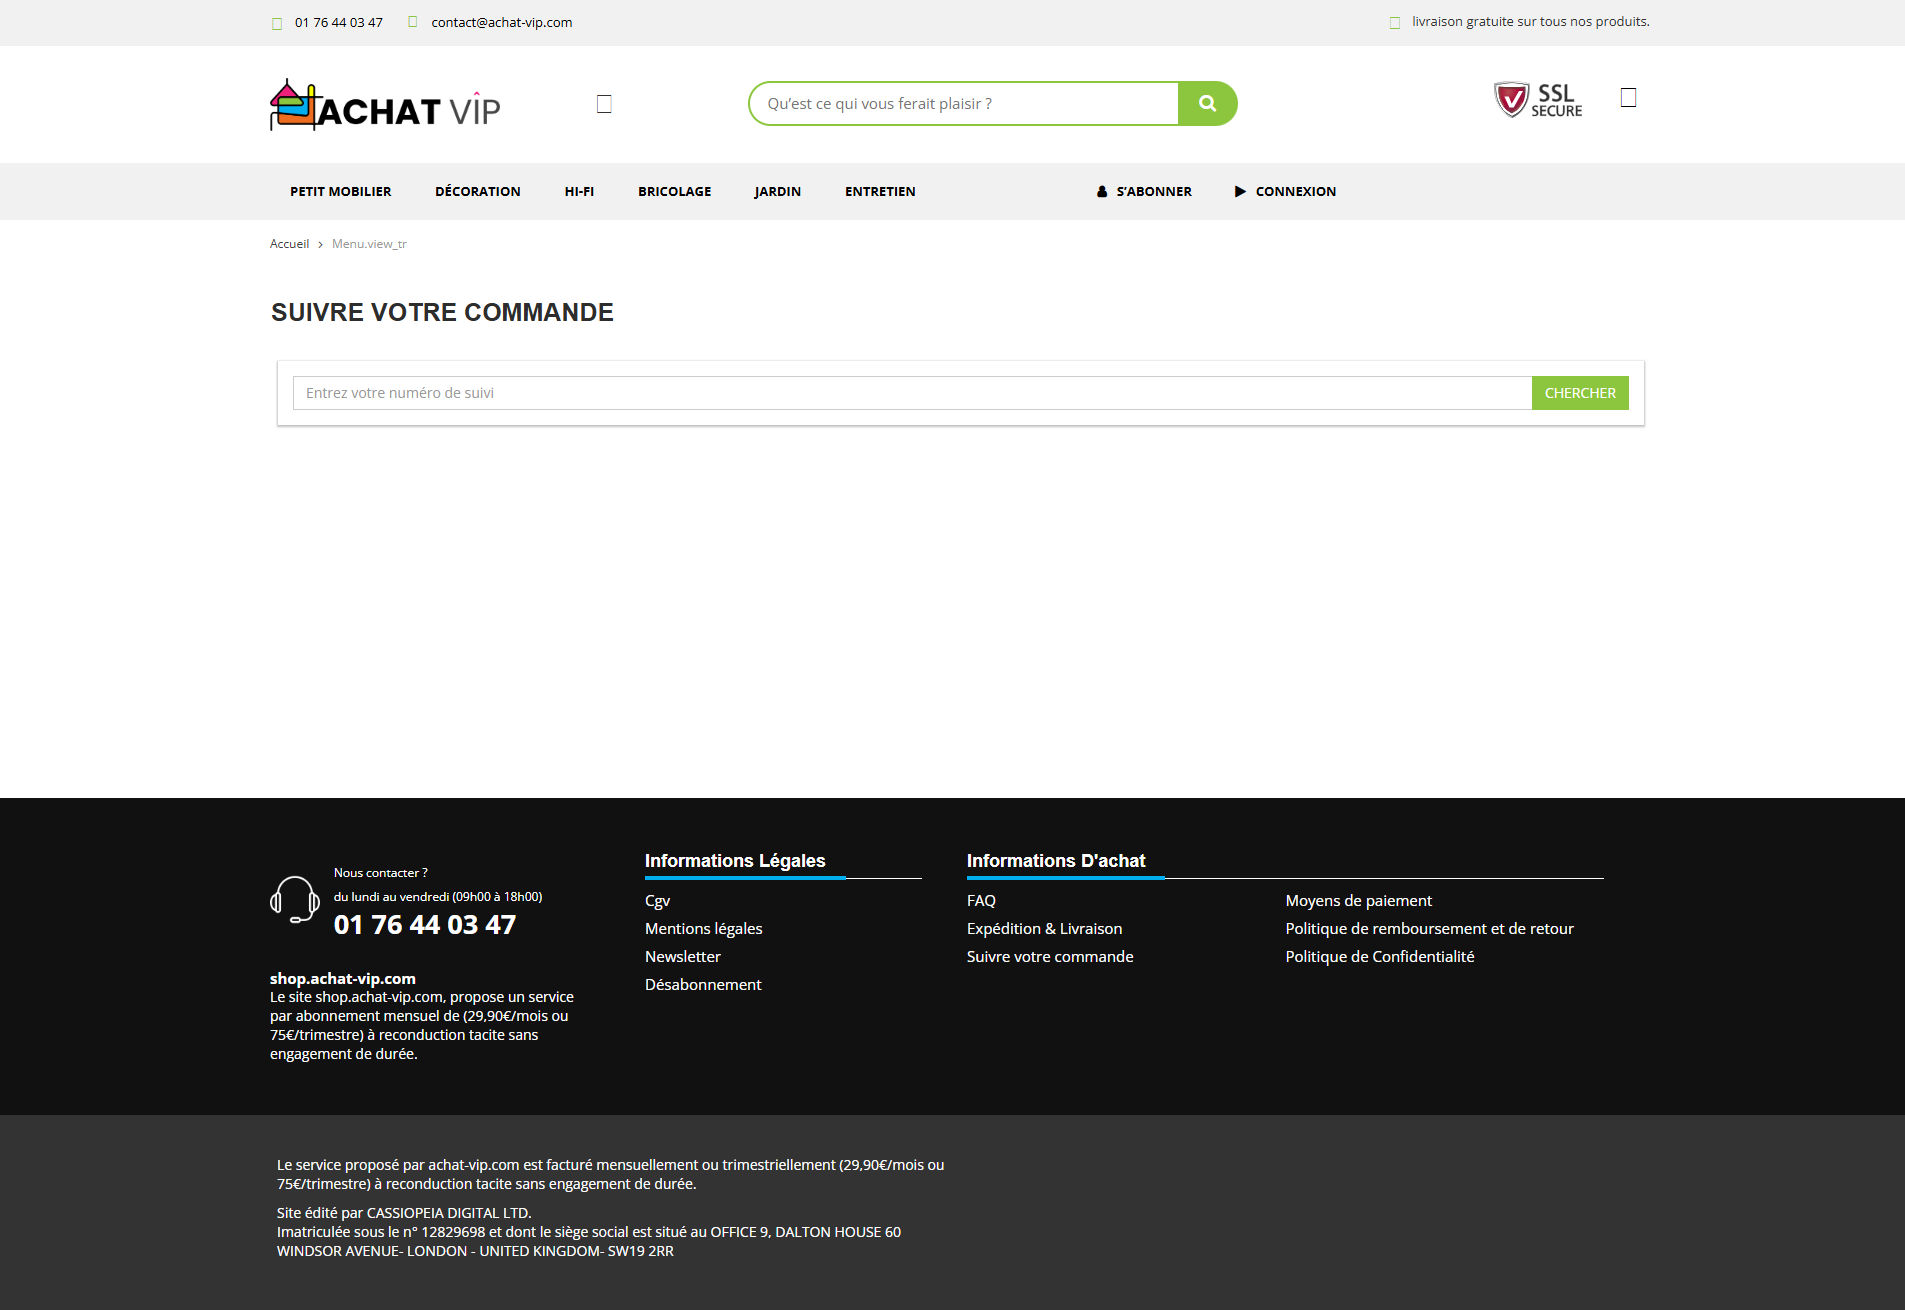 01 76 44 03 47 contact@achat-vip.com livraison gratuite sur tous nos produits.
ACHAT VIP
Qu'est ce qui vous ferait plaisir ?
SSL
SECURE
PETIT MOBILIER DÉCORATION HI-FI BRICOLAGE JARDIN ENTRETIEN S'ABONNER CONNEXION
Accueil > Menu.view_tr
SUIVRE VOTRE COMMANDE
Entrez votre numéro de suivi CHERCHER
Nous contacter ?
du lundi au vendredi (09h00 à 18h00)
01 76 44 03 47
shop.achat-vip.com
Le site shop.achat-vip.com, propose un service
par abonnement mensuel de (29,90€/mois ou
75€/trimestre) à reconduction tacite sans
engagement de durée.
Informations Légales
Cgv
Mentions légales
Newsletter
Désabonnement
Informations D'achat
FAQ
Expédition & Livraison
Suivre votre commande
Moyens de paiement
Politique de remboursement et de retour
Politique de Confidentialité
Le service proposé par achat-vip.com est facturé mensuellement ou trimestriellement (29,90€/mois ou
75€/trimestre) à reconduction tacite sans engagement de durée.
Site édité par CASSIOPEIA DIGITAL LTD.
Imatriculée sous le n° 12829698 et dont le siège social est situé au OFFICE 9, DALTON HOUSE 60
WINDSOR AVENUE- LONDON - UNITED KINGDOM- SW19 2RR